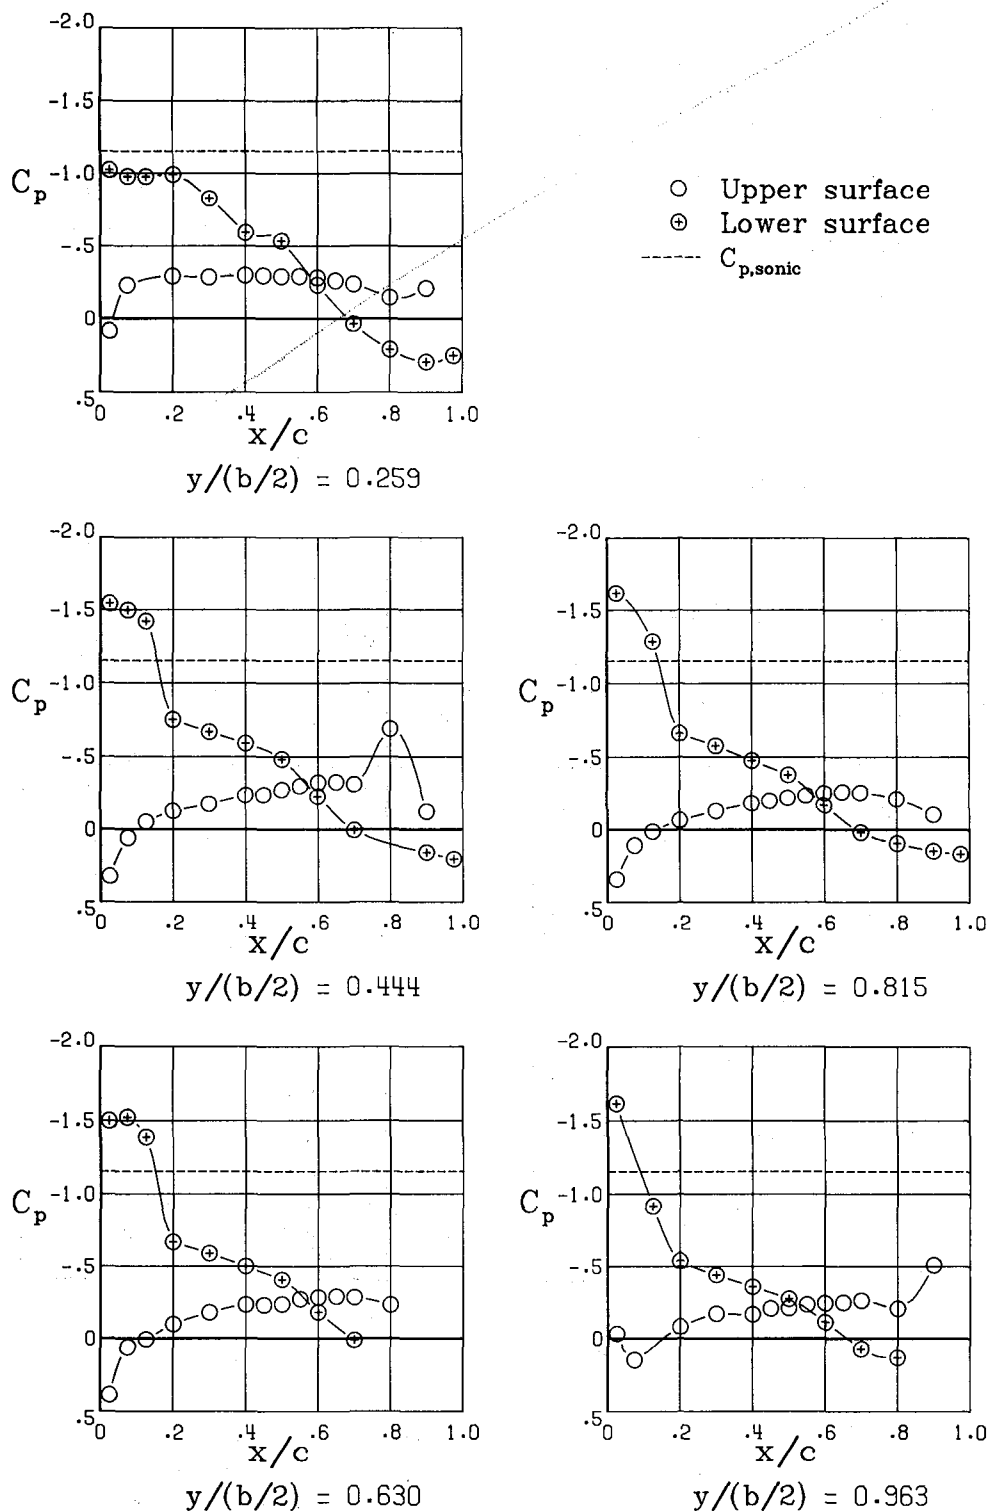 -2.0
-1.5
-1.0
-.5
0
.5
C_p
0 .2 .4 .6 .8 1.0
x/c
y/(b/2) = 0.259
Upper surface
Lower surface
C_p,sonic
-2.0
-1.5
-1.0
-.5
0
.5
C_p
0 .2 .4 .6 .8 1.0
x/c
y/(b/2) = 0.444
-2.0
-1.5
-1.0
-.5
0
.5
C_p
0 .2 .4 .6 .8 1.0
x/c
y/(b/2) = 0.815
-2.0
-1.5
-1.0
-.5
0
.5
C_p
0 .2 .4 .6 .8 1.0
x/c
y/(b/2) = 0.630
-2.0
-1.5
-1.0
-.5
0
.5
C_p
0 .2 .4 .6 .8 1.0
x/c
y/(b/2) = 0.963